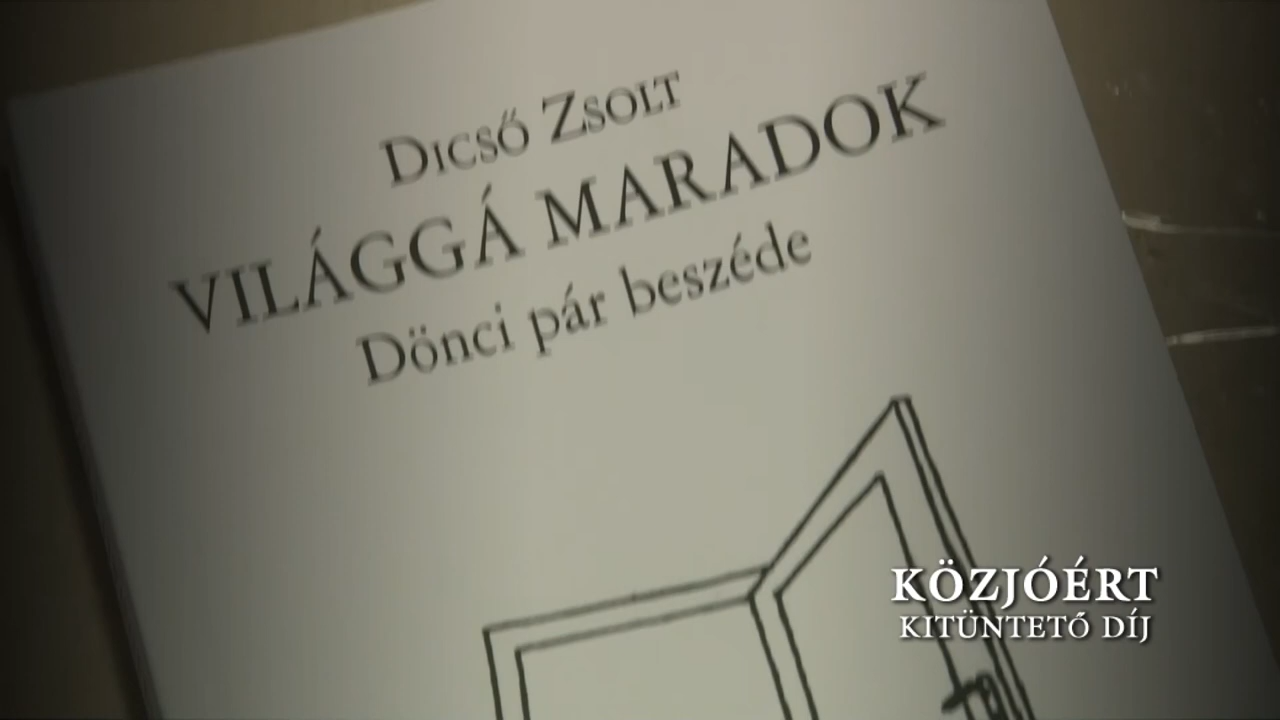 Dicső Zsolt
VILÁGGÁ MARADOK
Dönci pár beszéde
KÖZJÓÉRT
KITÜNTETŐ DÍJ